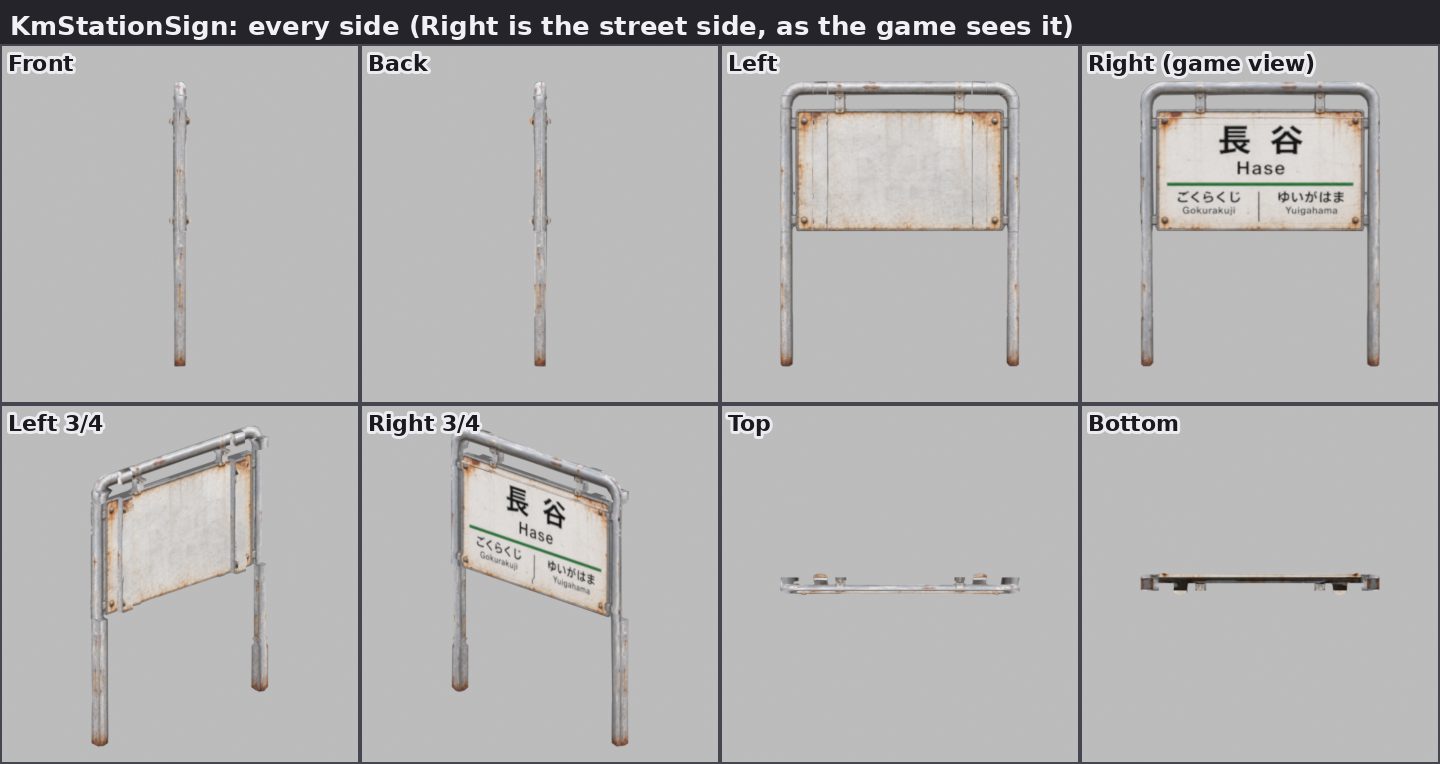 KmStationSign: every side (Right is the street side, as the game sees it)
Front
Back
Left
Right (game view)
長谷
Hase
ごくらくじ ゆいがはま
Gokurakuji Yuigahama
Left 3/4
Right 3/4
長谷
Hase
ごくらくじ ゆいがはま
Gokurakuji Yuigahama
Top
Bottom